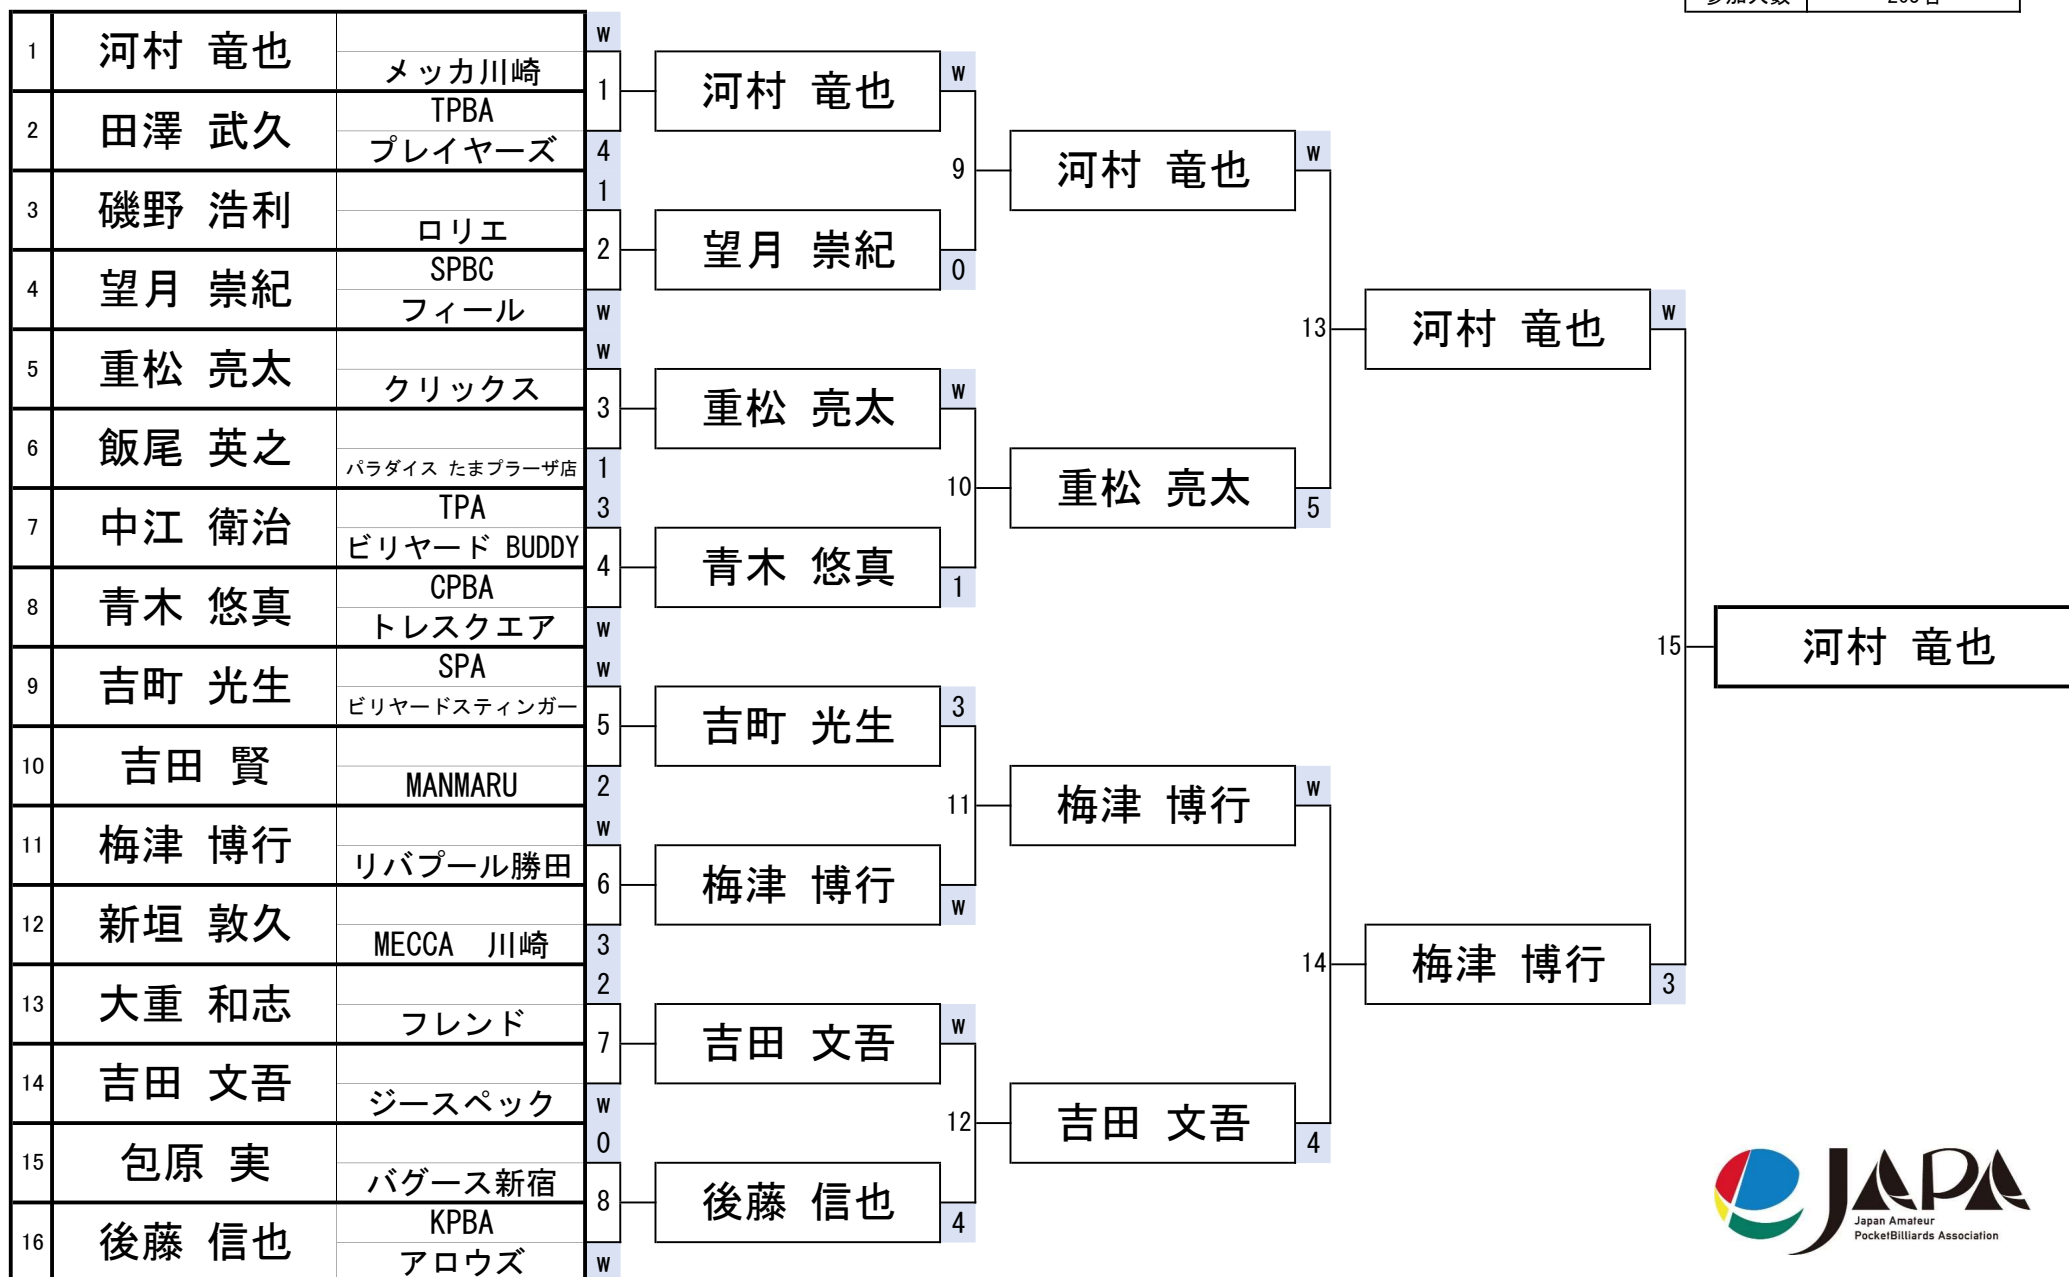 1 河村 竜也 メッカ川崎 W
2 田澤 武久 TPBA プレイヤーズ 4
3 磯野 浩利 ロリエ 1
4 望月 崇紀 SPBC フィール W
5 重松 亮太 クリックス W
6 飯尾 英之 パラダイス たまプラーザ店 1
7 中江 衛治 TPA ビリヤード BUDDY 3
8 青木 悠真 CPBA トレスクエア W
9 吉町 光生 SPA ビリヤードスティンガー W
10 吉田 賢 MANMARU 2
11 梅津 博行 リバプール勝田 W
12 新垣 敦久 MECCA 川崎 3
13 大重 和志 フレンド 2
14 吉田 文吾 ジースペック W
15 包原 実 バグース新宿 0
16 後藤 信也 KPBA アロウズ W
1 河村 竜也 W
2 望月 崇紀 0
3 重松 亮太 W
4 青木 悠真 1
5 吉町 光生 3
6 梅津 博行 W
7 吉田 文吾 W
8 後藤 信也 4
9 河村 竜也 W
10 重松 亮太 5
11 梅津 博行 W
12 吉田 文吾 4
13 河村 竜也 W
14 梅津 博行 3
15 河村 竜也
JAPA
Japan Amateur
PocketBilliards Association